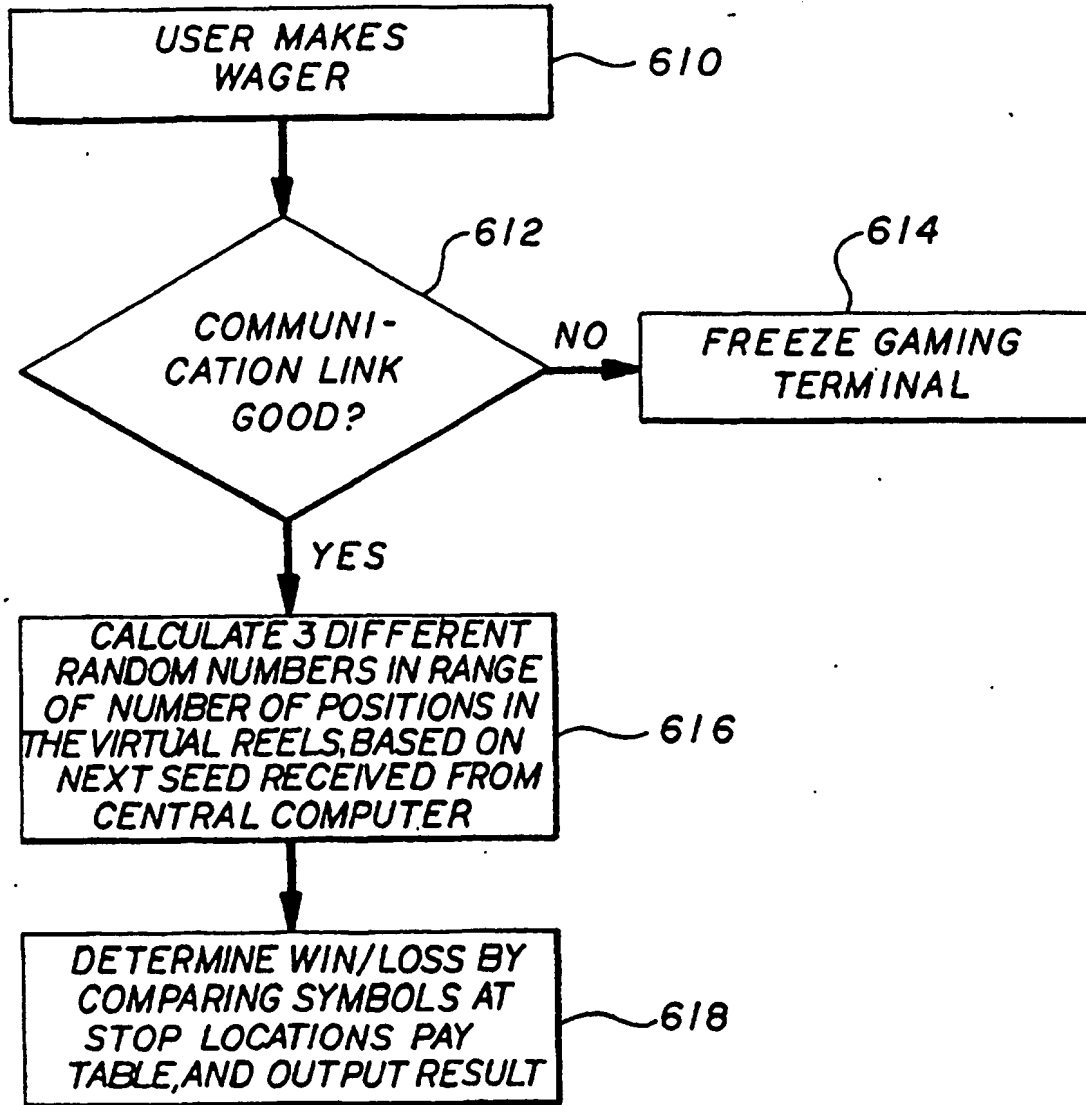 USER MAKES
WAGER
610
612
COMMUNI-
CATION LINK
GOOD?
NO
614
FREEZE GAMING
TERMINAL
YES
CALCULATE 3 DIFFERENT
RANDOM NUMBERS IN RANGE
OF NUMBER OF POSITIONS IN
THE VIRTUAL REELS, BASED ON
NEXT SEED RECEIVED FROM
CENTRAL COMPUTER
616
DETERMINE WIN/LOSS BY
COMPARING SYMBOLS AT
STOP LOCATIONS PAY
TABLE, AND OUTPUT RESULT
618